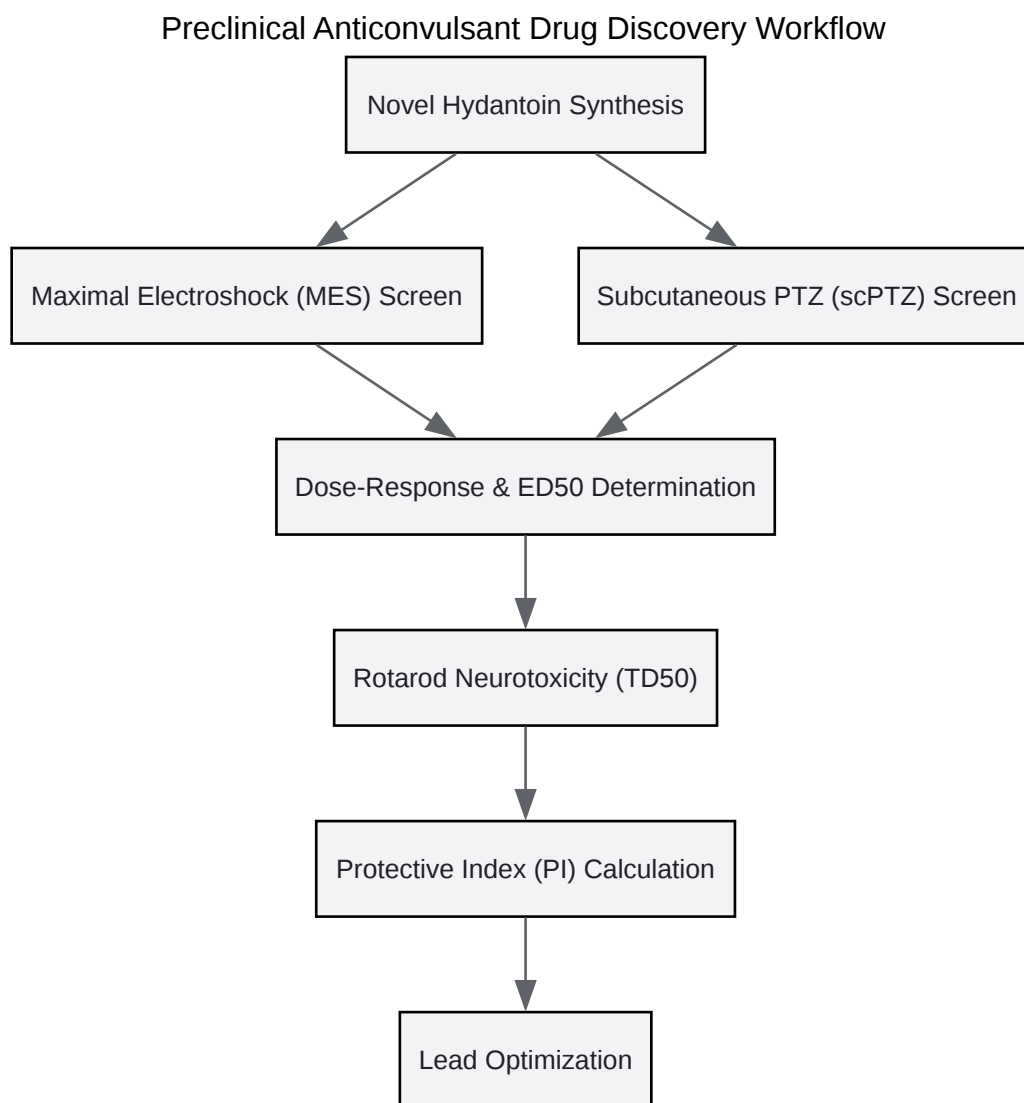 Preclinical Anticonvulsant Drug Discovery Workflow
Novel Hydantoin Synthesis
Maximal Electroshock (MES) Screen
Subcutaneous PTZ (scPTZ) Screen
Dose-Response & ED50 Determination
Rotarod Neurotoxicity (TD50)
Protective Index (PI) Calculation
Lead Optimization